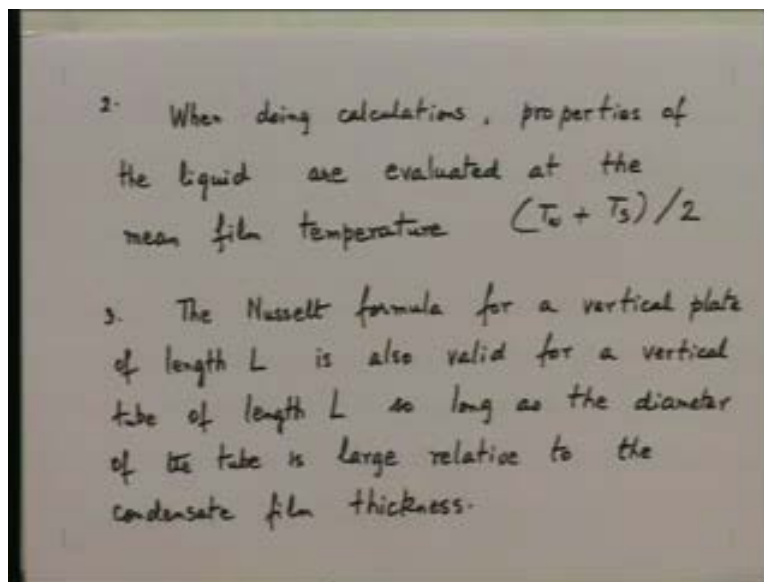 2. When doing calculations, properties of
the liquid are evaluated at the
mean film temperature (Tw + Ts)/2
3. The Nusselt formula for a vertical plate
of length L is also valid for a vertical
tube of length L so long as the diameter
of the tube is large relative to the
condensate film thickness.